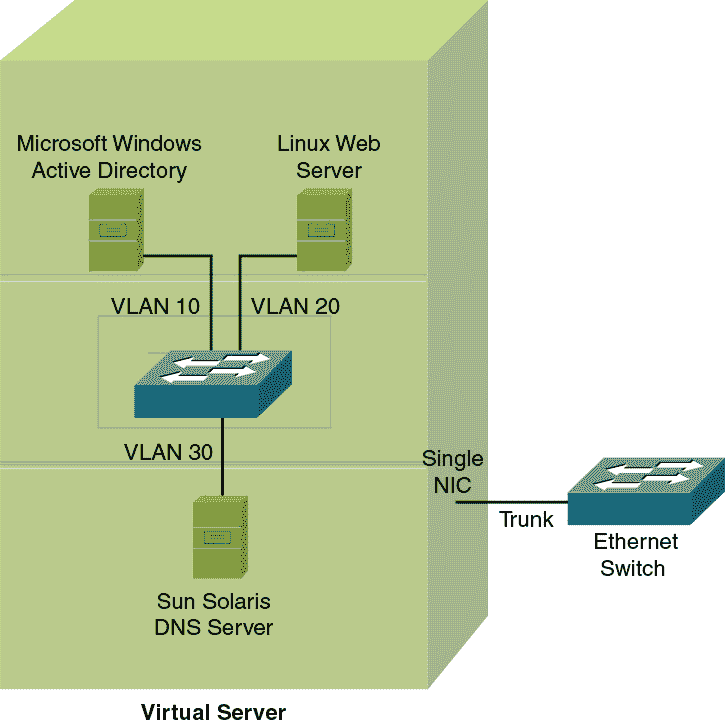 Microsoft Windows
Active Directory
Linux Web
Server
VLAN 10
VLAN 20
VLAN 30
Single
NIC
Trunk
Ethernet
Switch
Sun Solaris
DNS Server
Virtual Server